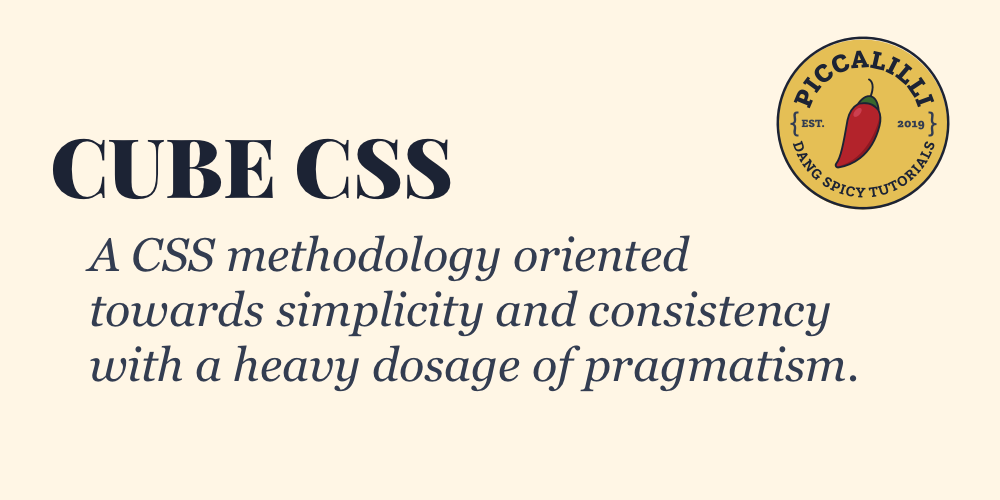 PICCALILLI
{ EST. 2019 }
DANG SPICY TUTORIALS
CUBE CSS
A CSS methodology oriented
towards simplicity and consistency
with a heavy dosage of pragmatism.